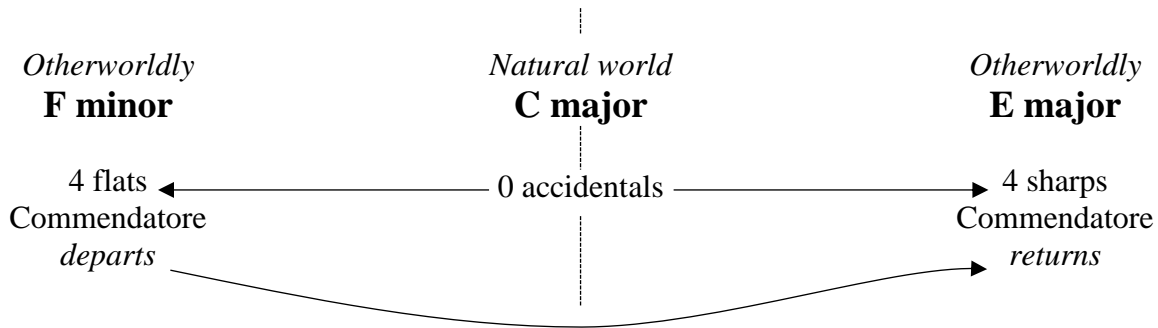 Otherworldly Natural world Otherworldly
F minor C major E major
4 flats 0 accidentals 4 sharps
Commendatore Commendatore
departs returns